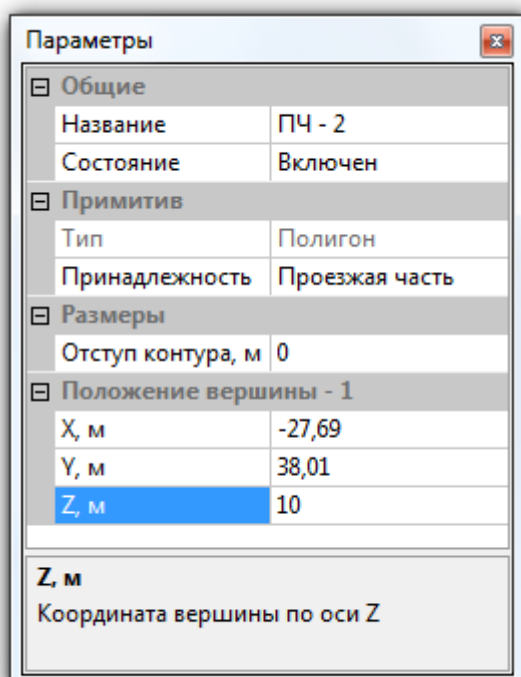 Параметры
Общие
Название ПЧ - 2
Состояние Включен
Примитив
Тип Полигон
Принадлежность Проезжая часть
Размеры
Отступ контура, м 0
Положение вершины - 1
X, м -27,69
Y, м 38,01
Z, м 10
Z, м
Координата вершины по оси Z